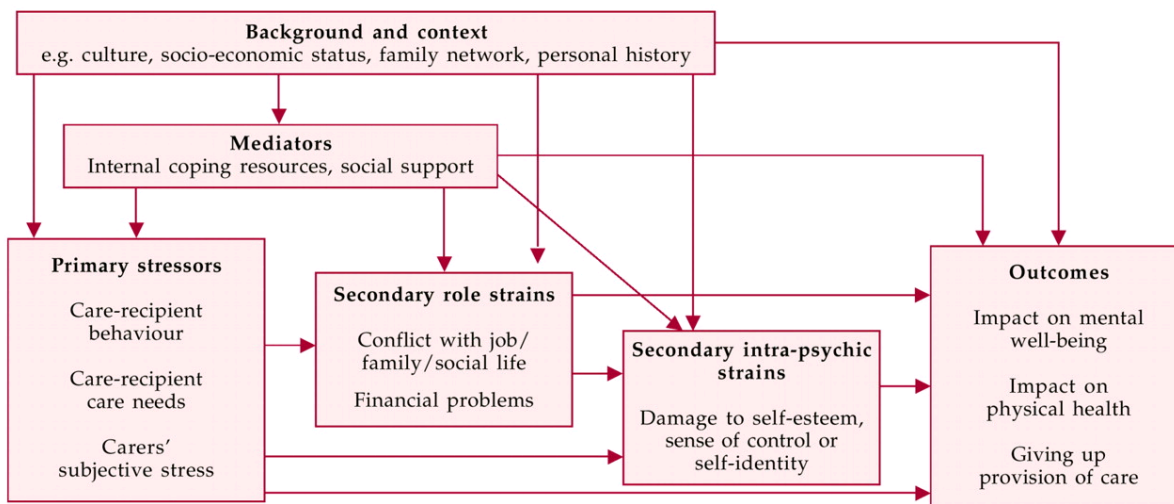 Background and context
e.g. culture, socio-economic status, family network, personal history
Mediators
Internal coping resources, social support
Primary stressors
Care-recipient
behaviour
Care-recipient
care needs
Carers’
subjective stress
Secondary role strains
Conflict with job/
family/social life
Financial problems
Secondary intra-psychic
strains
Damage to self-esteem,
sense of control or
self-identity
Outcomes
Impact on mental
well-being
Impact on
physical health
Giving up
provision of care